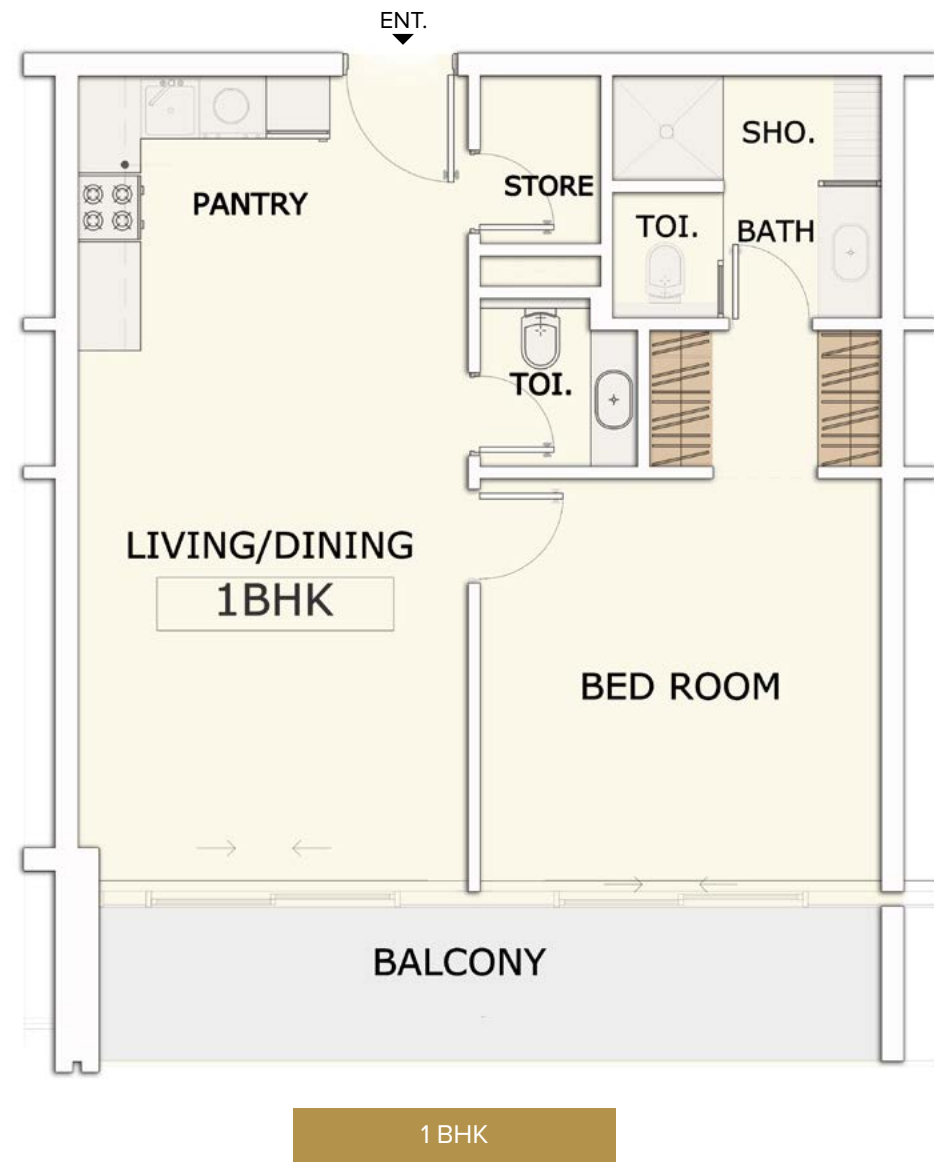 ENT.
SHO.
STORE
PANTRY
TOI.
BATH
TOI.
LIVING/DINING
1BHK
BED ROOM
BALCONY
1 BHK